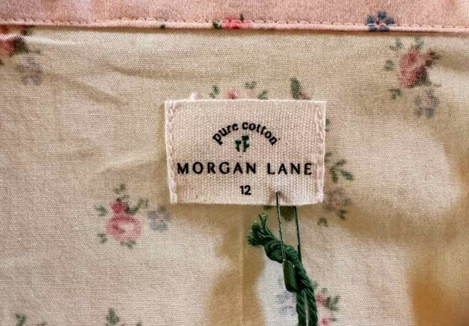 pure cotton
MORGAN LANE
12